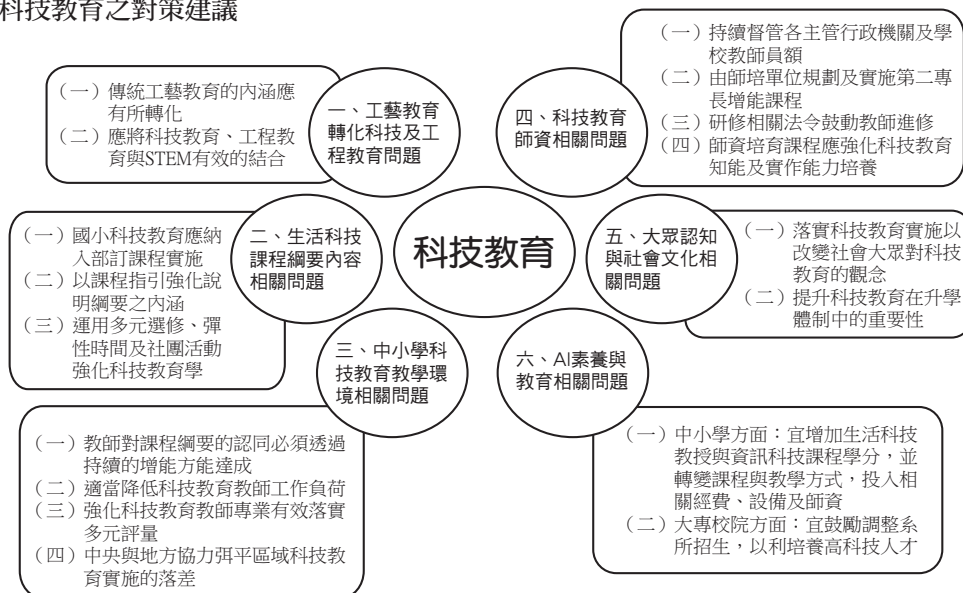 科技教育之對策建議
(一)傳統工藝教育的內涵應
有所轉化
(二)應將科技教育、工程教
育與STEM有效的結合
一、工藝教育
轉化科技及工
程教育問題
(一)國小科技教育應納
入部訂課程實施
(二)以課程指引強化說
明綱要之內涵
(三)運用多元選修、彈
性時間及社團活動
強化科技教育學
二、生活科技
課程綱要內容
相關問題
(一)教師對課程綱要的認同必須透過
持續的增能方能達成
(二)適當降低科技教育教師工作負荷
(三)強化科技教育教師專業有效落實
多元評量
(四)中央與地方協力弭平區域科技教
育實施的落差
三、中小學科
技教育教學環
境相關問題
科技教育
四、科技教育
師資相關問題
(一)持續督管各主管行政機關及學
校教師員額
(二)由師培單位規劃及實施第二專
長增能課程
(三)研修相關法令鼓動教師進修
(四)師資培育課程應強化科技教育
知能及實作能力培養
五、大眾認知
與社會文化相
關問題
(一)落實科技教育實施以
改變社會大眾對科技
教育的觀念
(二)提升科技教育在升學
體制中的重要性
六、AI素養與
教育相關問題
(一)中小學方面：宜增加生活科技
教授與資訊科技課程學分，並
轉變課程與教學方式，投入相
關經費、設備及師資
(二)大專校院方面：宜鼓勵調整系
所招生，以利培養高科技人才